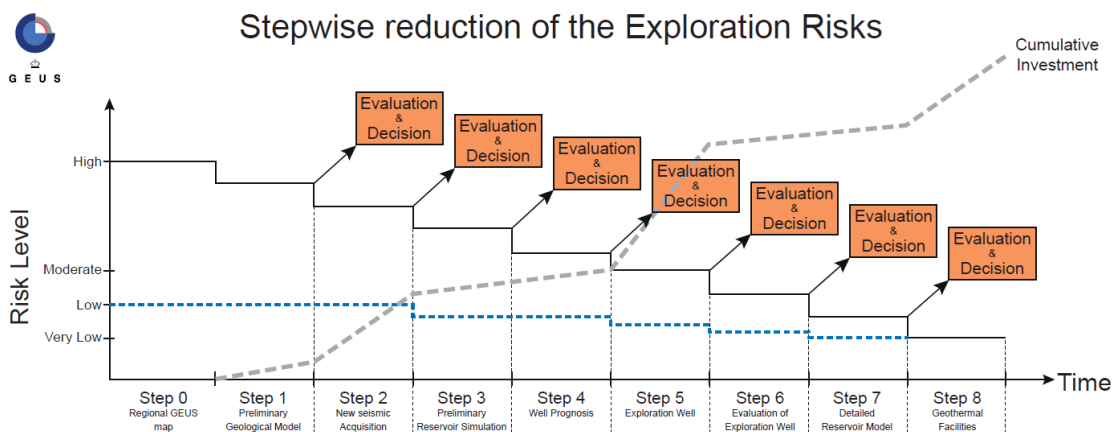 Stepwise reduction of the Exploration Risks
G E U S
Cumulative
Investment
Evaluation
&
Decision
Evaluation
&
Decision
Evaluation
&
Decision
Evaluation
&
Decision
Evaluation
&
Decision
Evaluation
&
Decision
Evaluation
&
Decision
Risk Level
High
Moderate
Low
Very Low
Time
Step 0
Regional GEUS
map
Step 1
Preliminary
Geological Model
Step 2
New seismic
Acquisition
Step 3
Preliminary
Reservoir Simulation
Step 4
Well Prognosis
Step 5
Exploration Well
Step 6
Evaluation of
Exploration Well
Step 7
Detailed
Reservoir Model
Step 8
Geothermal
Facilities